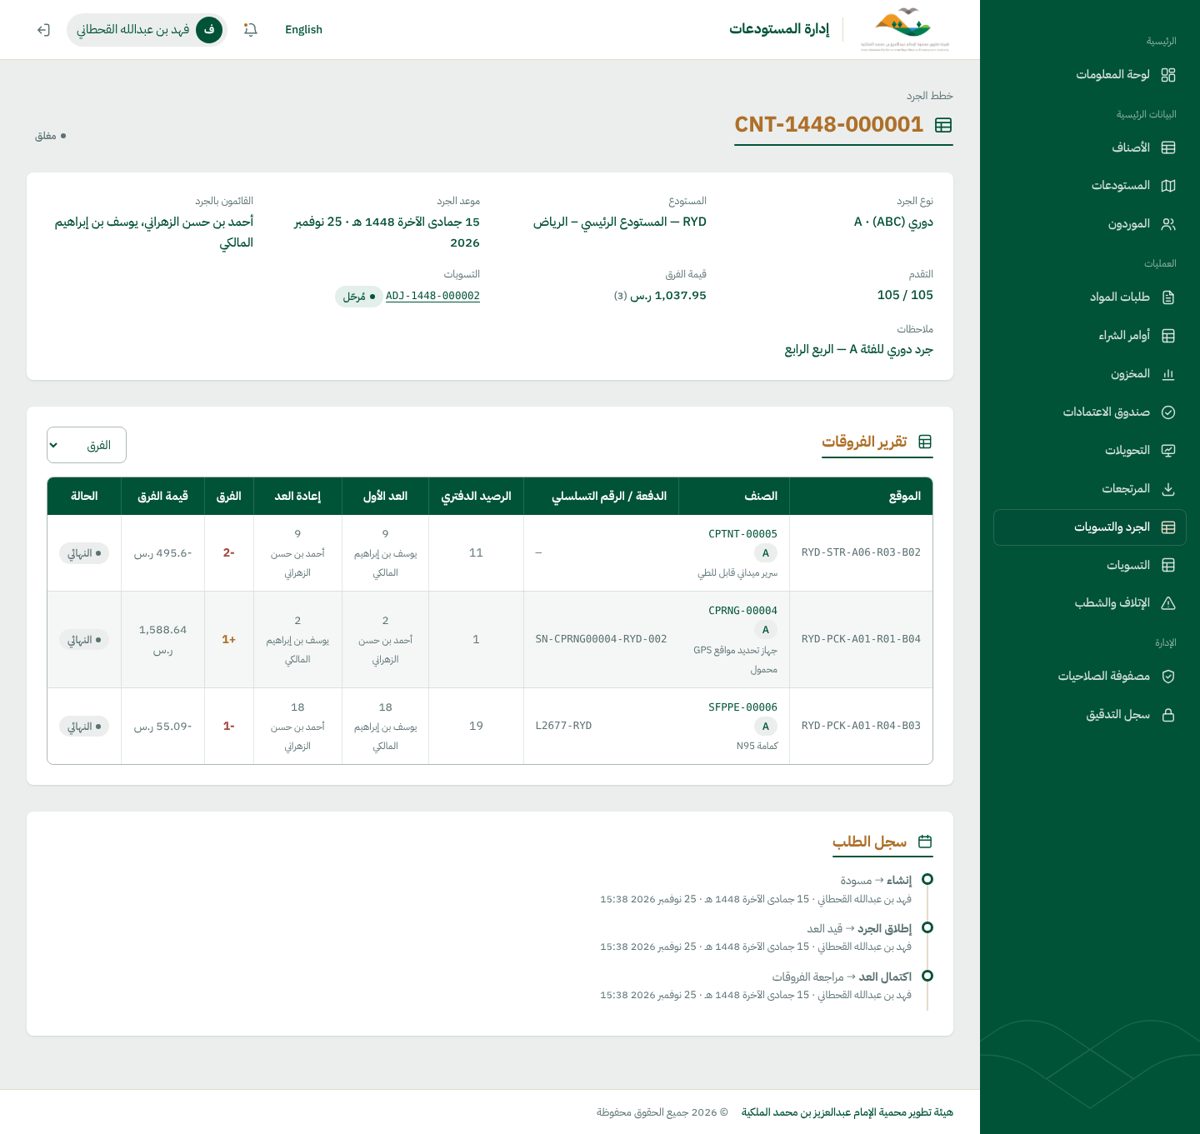 إدارة المستودعات
English
ف
فهد بن عبدالله القحطاني
الرئيسية
لوحة المعلومات
البيانات الرئيسية
الأصناف
المستودعات
الموردون
العمليات
طلبات المواد
أوامر الشراء
المخزون
صندوق الاعتمادات
التحويلات
المرتجعات
الجرد والتسويات
التسويات
الإتلاف والشطب
الإدارة
مصفوفة الصلاحيات
سجل التدقيق
خطط الجرد
CNT-1448-000001
مغلق
نوع الجرد
دوري (ABC) · A
المستودع
RYD — المستودع الرئيسي – الرياض
موعد الجرد
15 جمادى الآخرة 1448 هـ · 25 نوفمبر
2026
القائمون بالجرد
أحمد بن حسن الزهراني، يوسف بن إبراهيم
المالكي
التقدم
105 / 105
قيمة الفرق
1,037.95 ر.س (3)
التسويات
ADJ-1448-000002 مُرحّل
ملاحظات
جرد دوري للفئة A — الربع الرابع
تقرير الفروقات
الفرق
الموقع الصنف الدفعة / الرقم التسلسلي الرصيد الدفتري العد الأول إعادة العد الفرق قيمة الفرق الحالة
RYD-STR-A06-R03-B02
CPTNT-00005
A
سرير ميداني قابل للطي
—
11
9
يوسف بن إبراهيم
المالكي
9
أحمد بن حسن
الزهراني
-2
-495.6 ر.س
النهائي
RYD-PCK-A01-R01-B04
CPRNG-00004
A
جهاز تحديد مواقع GPS
محمول
SN-CPRNG00004-RYD-002
1
2
أحمد بن حسن
الزهراني
2
يوسف بن إبراهيم
المالكي
+1
1,588.64
ر.س
النهائي
RYD-PCK-A01-R04-B03
SFPPE-00006
A
كمامة N95
L2677-RYD
19
18
يوسف بن إبراهيم
المالكي
18
أحمد بن حسن
الزهراني
-1
-55.09 ر.س
النهائي
سجل الطلب
إنشاء → مسودة
فهد بن عبدالله القحطاني · 15 جمادى الآخرة 1448 هـ · 25 نوفمبر 2026 15:38
إطلاق الجرد → قيد العد
فهد بن عبدالله القحطاني · 15 جمادى الآخرة 1448 هـ · 25 نوفمبر 2026 15:38
اكتمال العد → مراجعة الفروقات
فهد بن عبدالله القحطاني · 15 جمادى الآخرة 1448 هـ · 25 نوفمبر 2026 15:38
هيئة تطوير محمية الإمام عبدالعزيز بن محمد الملكية © 2026 جميع الحقوق محفوظة